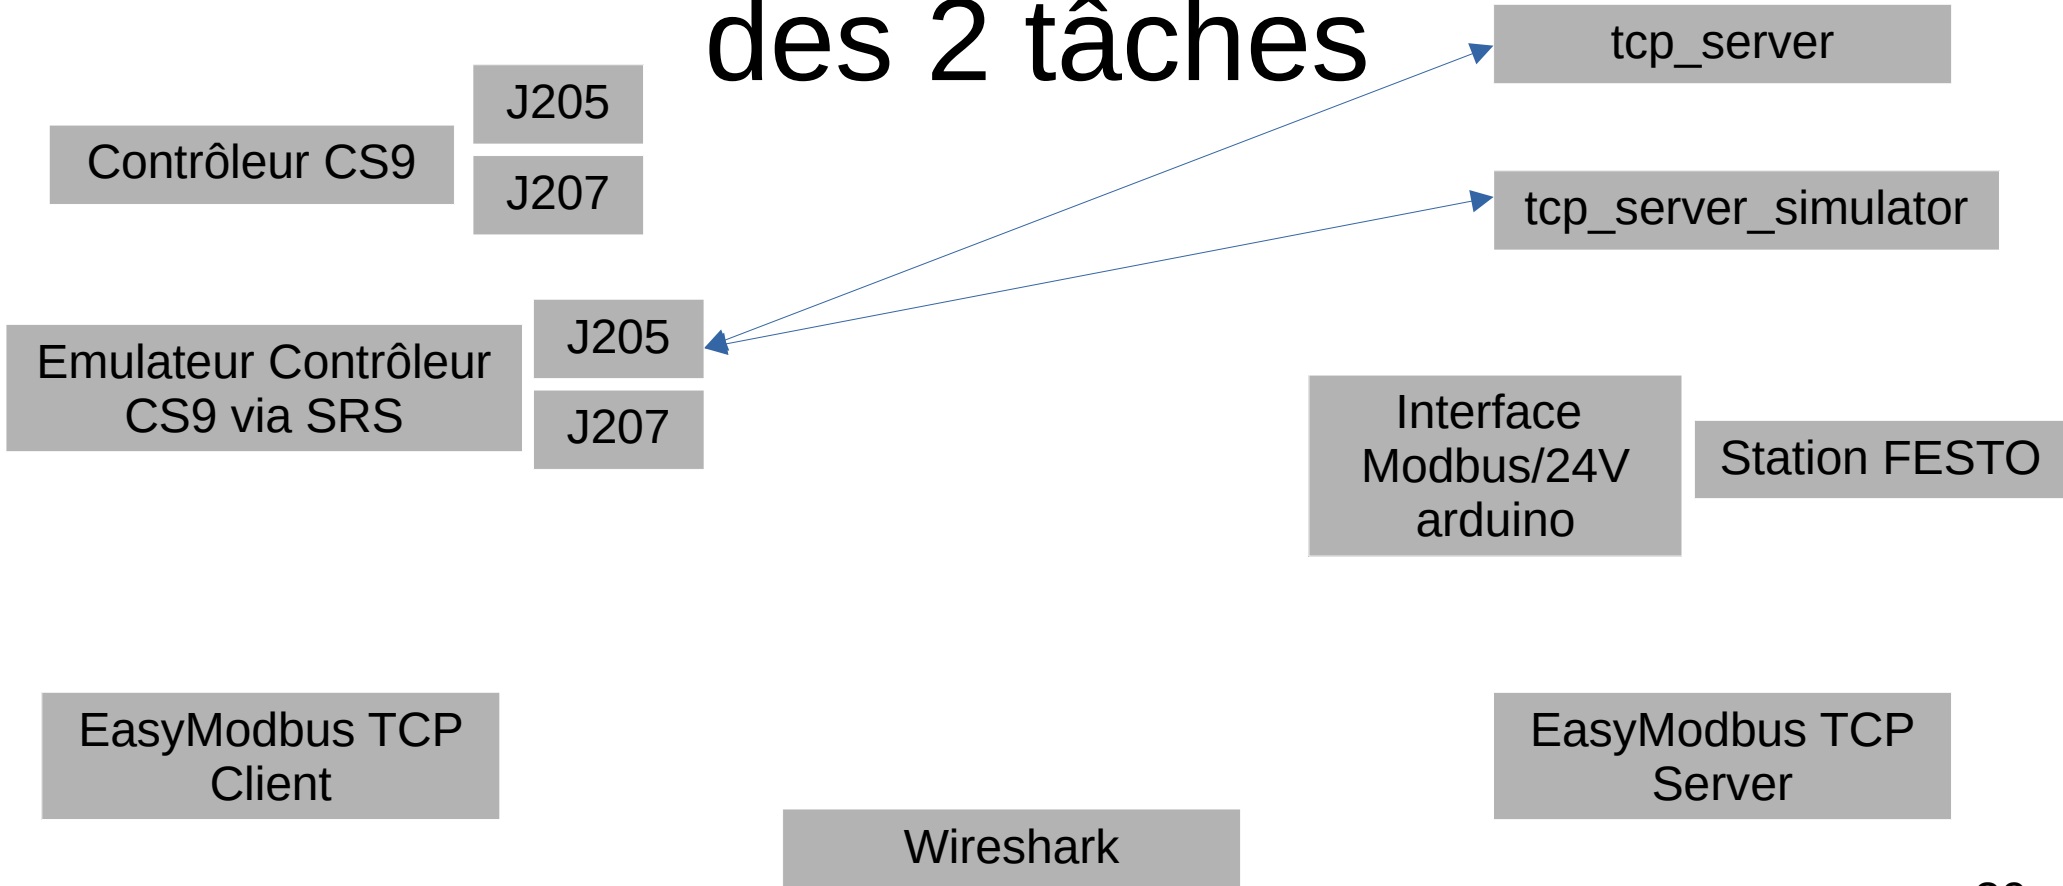 des 2 tâches
tcp_server
J205
Contrôleur CS9
J207
tcp_server_simulator
J205
Emulateur Contrôleur
CS9 via SRS
J207
Interface
Modbus/24V
arduino
Station FESTO
EasyModbus TCP
Client
EasyModbus TCP
Server
Wireshark